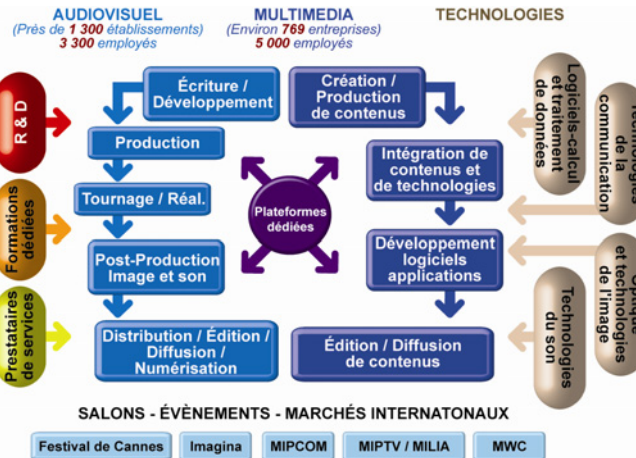 AUDIOVISUEL
(Près de 1 300 établissements)
3 300 employés
MULTIMEDIA
(Environ 769 entreprises)
5 000 employés
TECHNOLOGIES
R & D
Formations
dédiées
Prestataires
de services
Écriture /
Développement
Production
Tournage / Réal.
Post-Production
Image et son
Distribution / Édition /
Diffusion /
Numérisation
Plateformes
dédiées
Création /
Production
de contenus
Intégration de
contenus et
de technologies
Développement
logiciels
applications
Édition / Diffusion
de contenus
Logiciels-calcul
et traitement
de données
de la
communication
et technologies
de l'image
Technologies
du son
SALONS - ÉVÈNEMENTS - MARCHÉS INTERNATONAUX
Festival de Cannes
Imagina
MIPCOM
MIPTV / MILIA
MWC